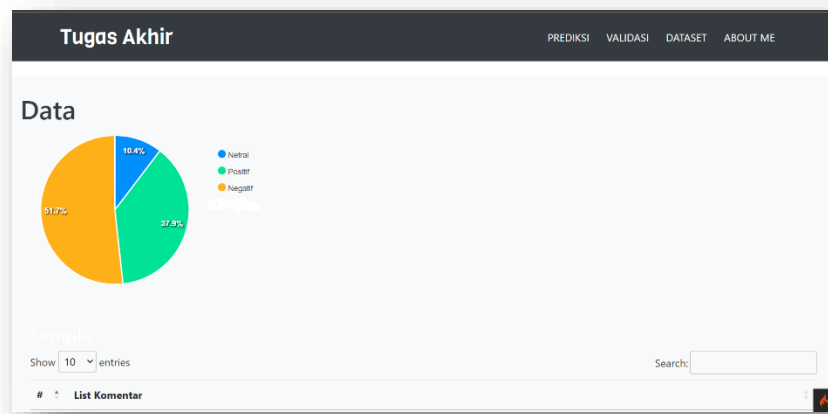 Tugas Akhir
PREDIKSI VALIDASI DATASET ABOUT ME
Data
10.4%
37.9%
51.7%
Netral
Positif
Negatif
Sample
Show 10 entries
Search:
# List Komentar